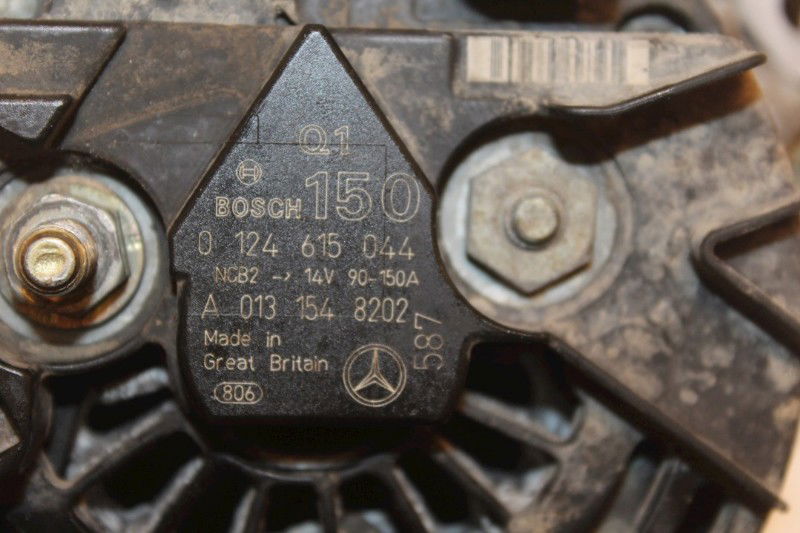 Q1
BOSCH 150
0 124 615 044
NCB2 → 14V 90-150A
A 013 154 8202
Made in
Great Britain
806
587